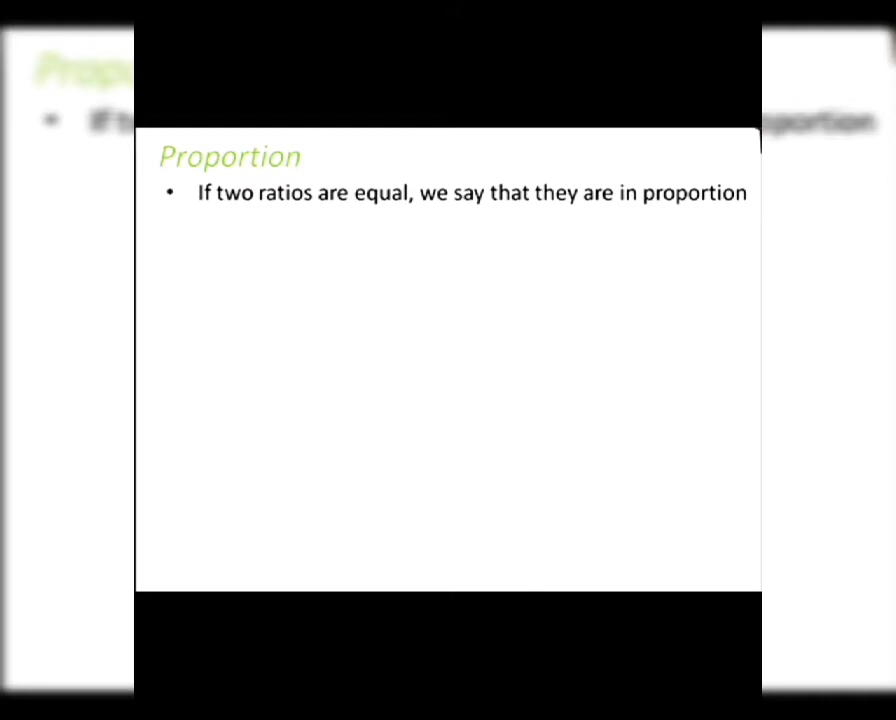 Proportion
• If two ratios are equal, we say that they are in proportion